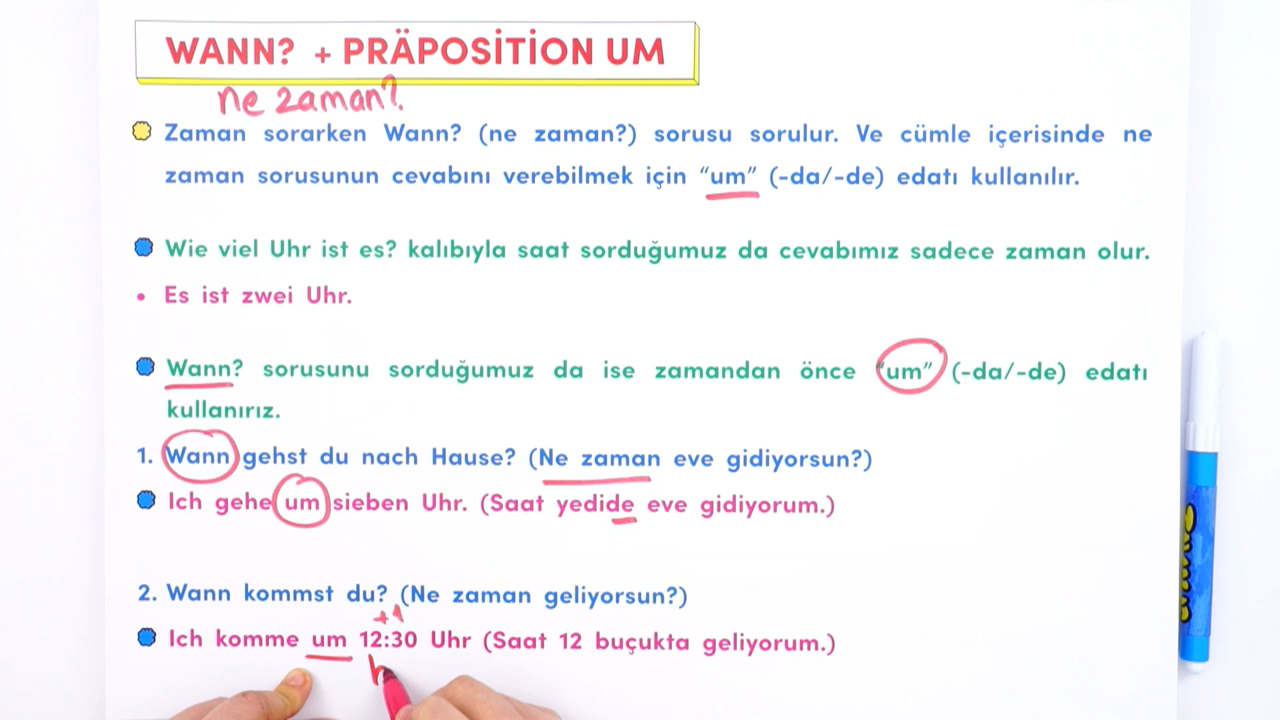 WANN? + PRÄPOSİTİON UM
ne zaman?
Zaman sorarken Wann? (ne zaman?) sorusu sorulur. Ve cümle içerisinde ne
zaman sorusunun cevabını verebilmek için “um” (-da/-de) edatı kullanılır.
Wie viel Uhr ist es? kalıbıyla saat sorduğumuz da cevabımız sadece zaman olur.
• Es ist zwei Uhr.
Wann? sorusunu sorduğumuz da ise zamandan önce “um” (-da/-de) edatı
kullanırız.
1. Wann gehst du nach Hause? (Ne zaman eve gidiyorsun?)
Ich gehe um sieben Uhr. (Saat yedide eve gidiyorum.)
2. Wann kommst du? (Ne zaman geliyorsun?)
+1
Ich komme um 12:30 Uhr (Saat 12 buçukta geliyorum.)